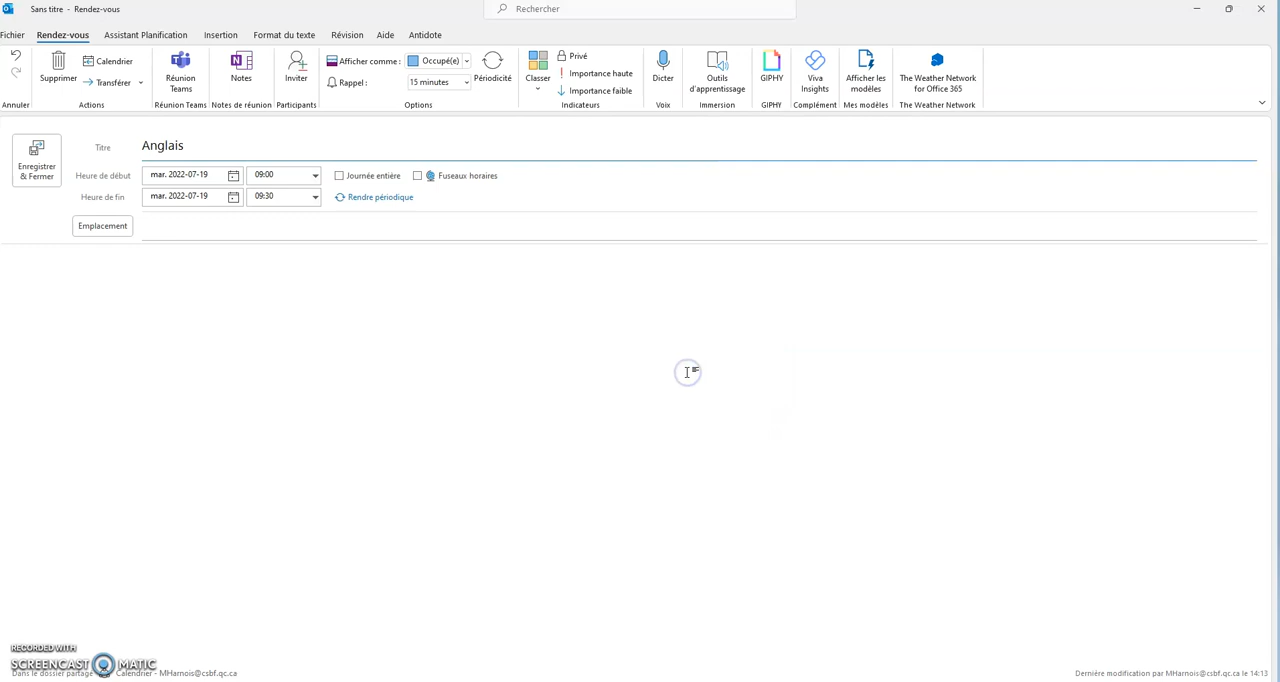 Sans titre - Rendez-vous
Rechercher
Fichier Rendez-vous Assistant Planification Insertion Format du texte Révision Aide Antidote
Supprimer
Calendrier
Transférer
Réunion
Teams
Notes
Inviter
Afficher comme : Occupé(e)
Rappel : 15 minutes
Périodicité
Classer
Privé
Importance haute
Importance faible
Dicter
Outils
d'apprentissage
GIPHY
Viva
Insights
Afficher les
modèles
The Weather Network
for Office 365
Annuler Actions Réunion Teams Notes de réunion Participants Options Indicateurs Voix Immersion GIPHY Complément Mes modèles The Weather Network
Enregistrer
& Fermer
Titre Anglais
Heure de début mar. 2022-07-19 09:00 Journée entière Fuseaux horaires
Heure de fin mar. 2022-07-19 09:30 Rendre périodique
Emplacement
RECORDED WITH
SCREENCAST MATIC
Dans le dossier partagé Calendrier - MHarnois@csbf.qc.ca
Dernière modification par MHarnois@csbf.qc.ca le 14:13